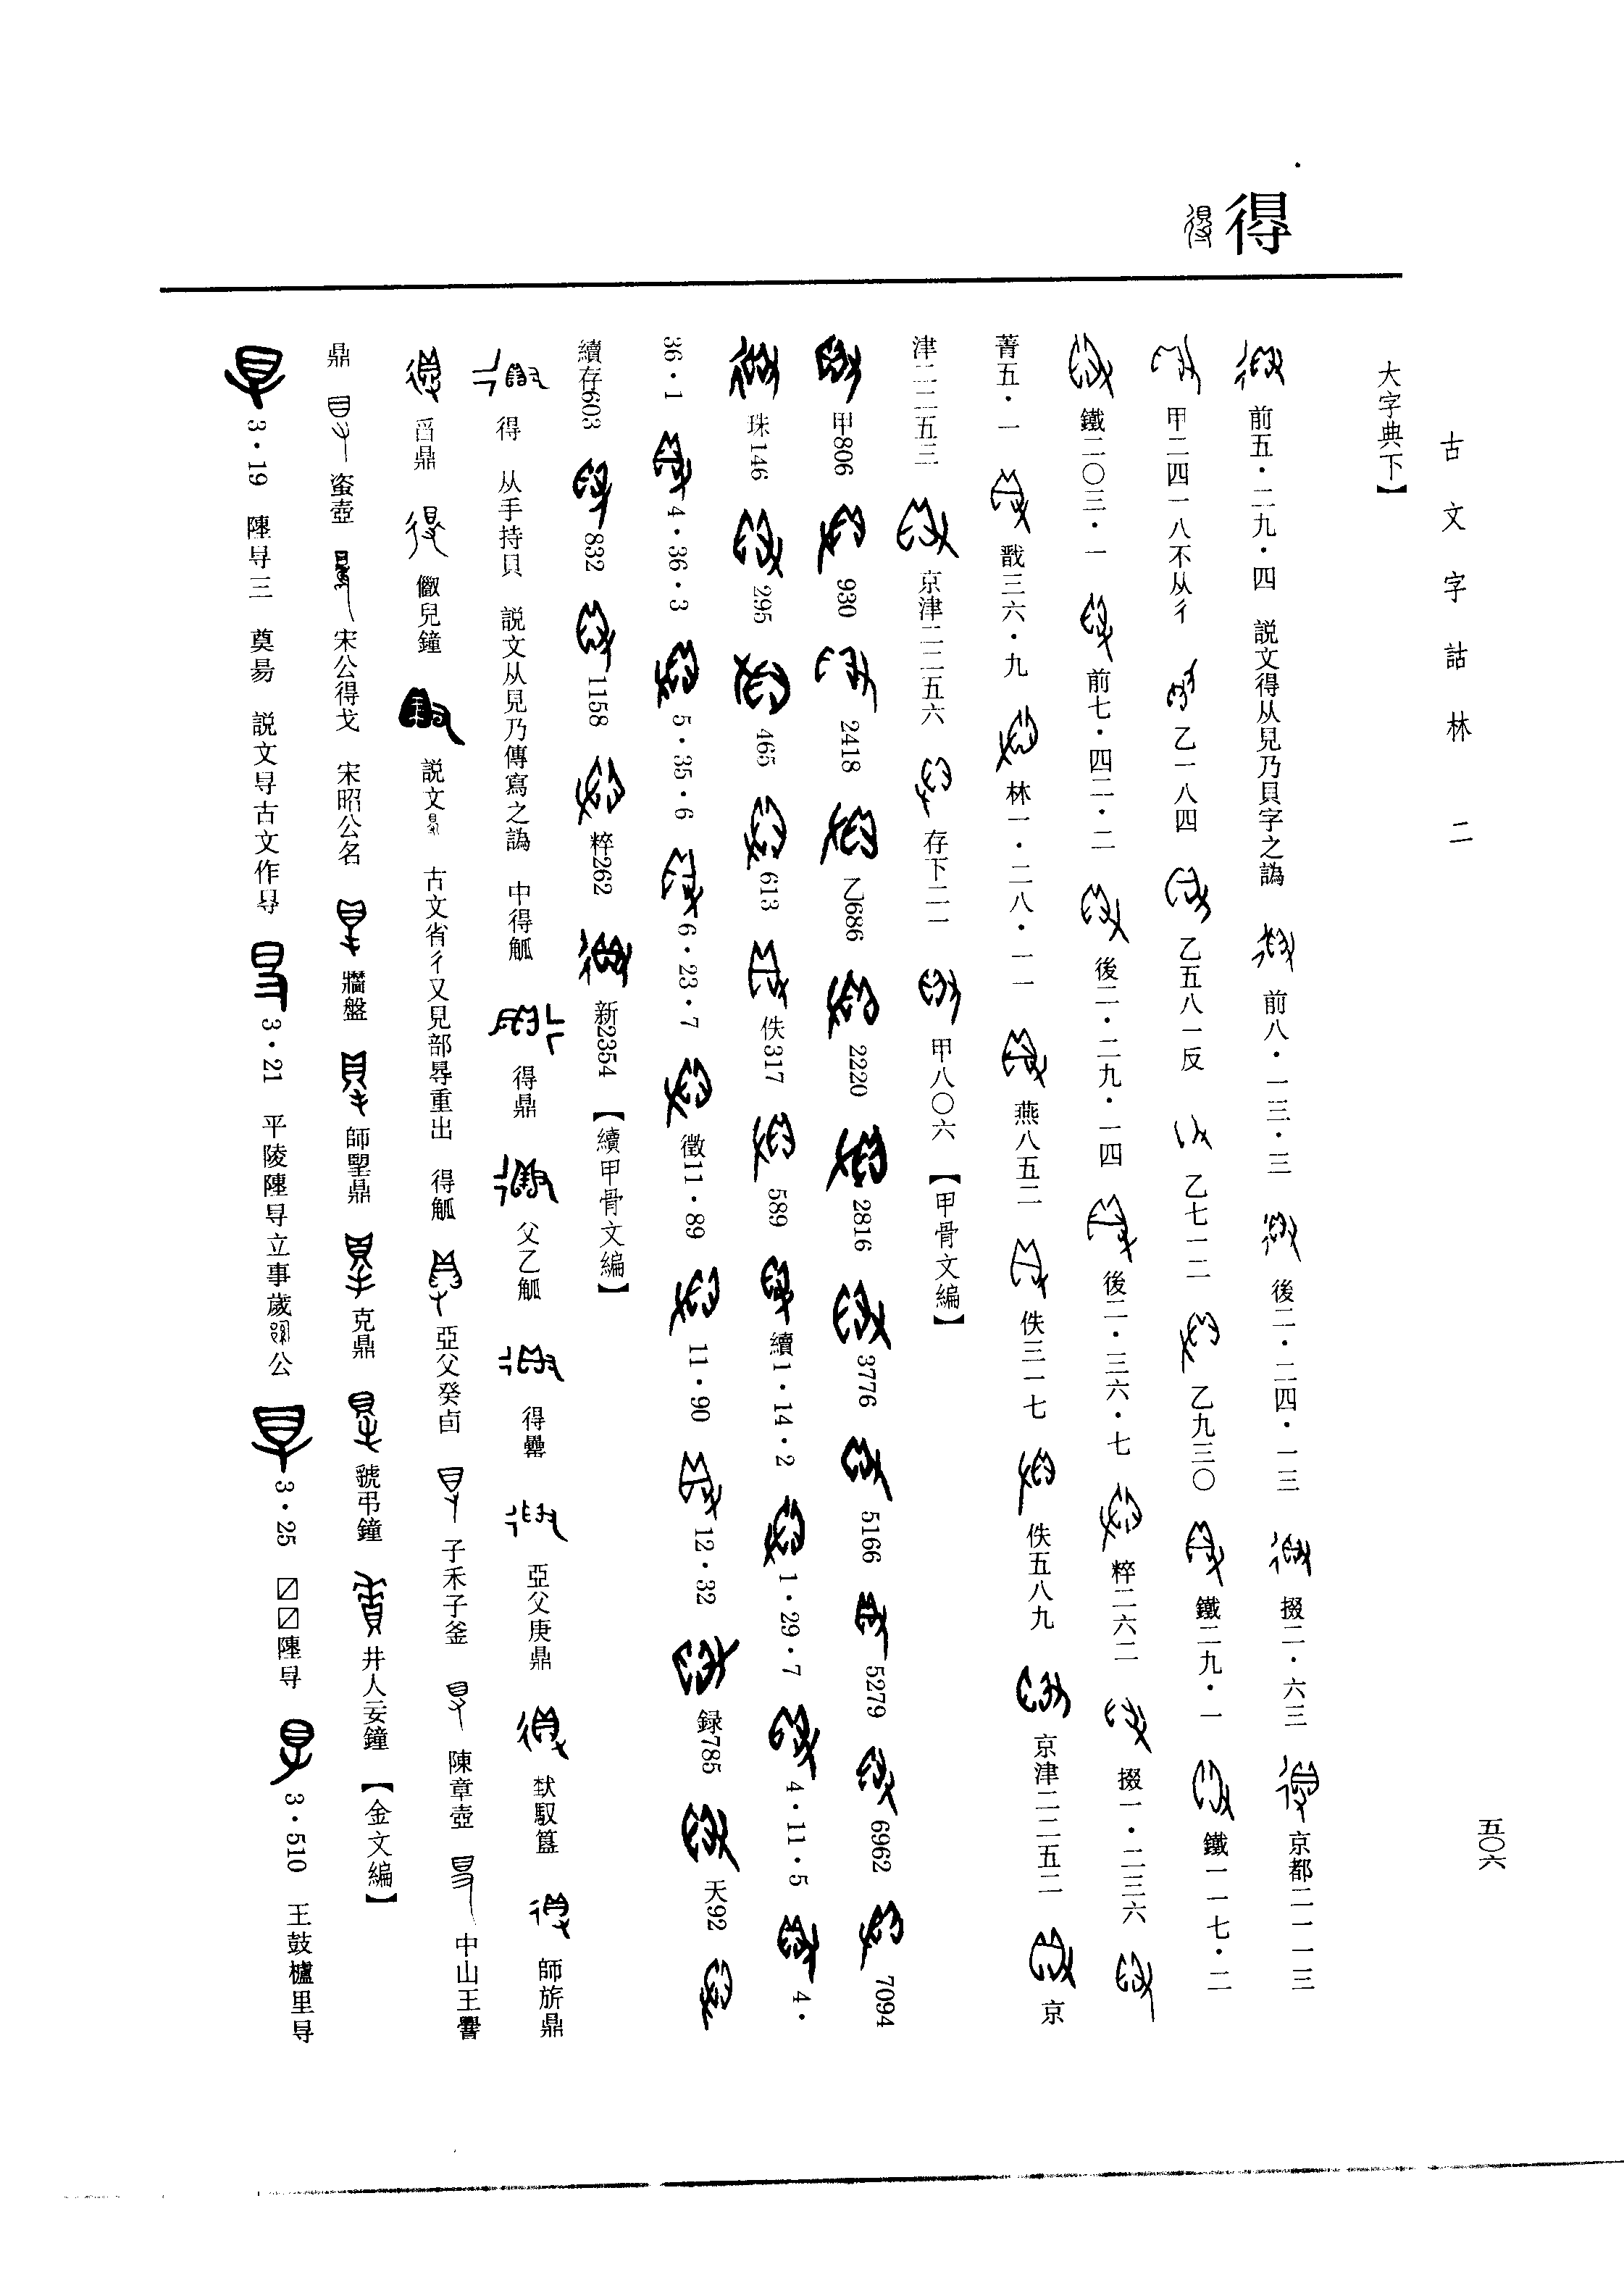 古文字詁林 二
五〇六
得
大字典下】
前五·二九·四 説文得从見乃貝字之譌 前八·一三·三 後二·二四·一三 掇二·六三 京都二一一三
甲二四一八不从彳 乙一八四 乙五八一反 乙七一二 乙九三〇 鐵二九·一 鐵一一七·二
鐵二〇三·一 前七·四二·二 後二·二九·一四 後二·三六·七 粹二六二 掇一·二三六
菁五·一 戩三六·九 林一·二八·一一 燕八五二 佚三一七 佚五八九 京津二二五二 京
津二二五三 京津二二五六 存下二一 甲八〇六 【甲骨文編】
甲806 930 2418 乙686 2220 2816 3776 5166 5279 6962 7094
珠146 295 465 613 佚317 589 續1·14·2 1·29·7 4·11·5 4·
36·1 4·36·3 5·35·6 6·23·7 徵11·89 11·90 12·32 録785 天92
續存603 832 1158 粹262 新2354 【續甲骨文編】
得 从手持貝 説文从見乃傳寫之譌 中得觚 得鼎 父乙觚 得罍 亞父庚鼎 㝬馭簋 師旂鼎
舀鼎 儆兒鐘 説文 古文省彳又見部㝵重出 得觚 亞父癸卣 子禾子釜 陳章壺 中山王
鼎 𧊒壺 宋公得戈 宋昭公名 牆盤 師朢鼎 克鼎 虢弔鐘 井人妄鐘 【金文編】
3·19 陳㝵三 奠昜 説文㝵古文作㝵 3·21 平陵陳㝵立事歲 公 3·25 ☐☐陳㝵 3·510 王鼓櫨里㝵